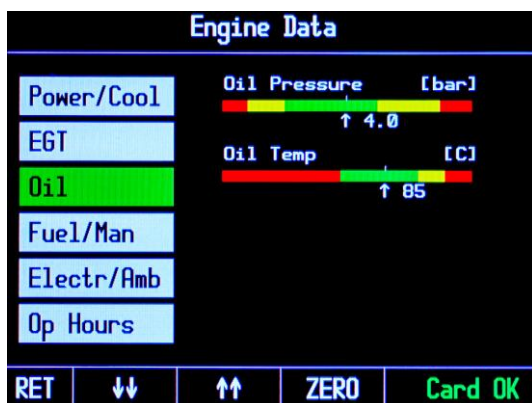 Engine Data
Power/Cool
EGT
Oil
Fuel/Man
Electr/Amb
Op Hours
Oil Pressure [bar]
↑ 4.0
Oil Temp [C]
↑ 85
RET ↓↓ ↑↑ ZERO Card OK